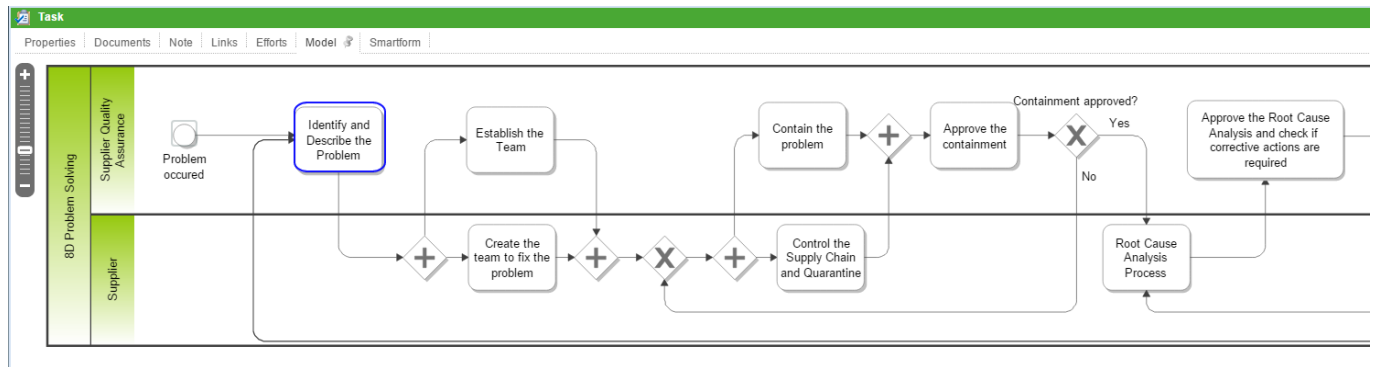 Task
Properties
Documents
Note
Links
Efforts
Model
Smartform
8D Problem Solving
Supplier Quality
Assurance
Problem
occured
Identify and
Describe the
Problem
Establish the
Team
Contain the
problem
Approve the
containment
Containment approved?
Yes
No
Approve the Root Cause
Analysis and check if
corrective actions are
required
Supplier
Create the
team to fix the
problem
Control the
Supply Chain
and Quarantine
Root Cause
Analysis
Process